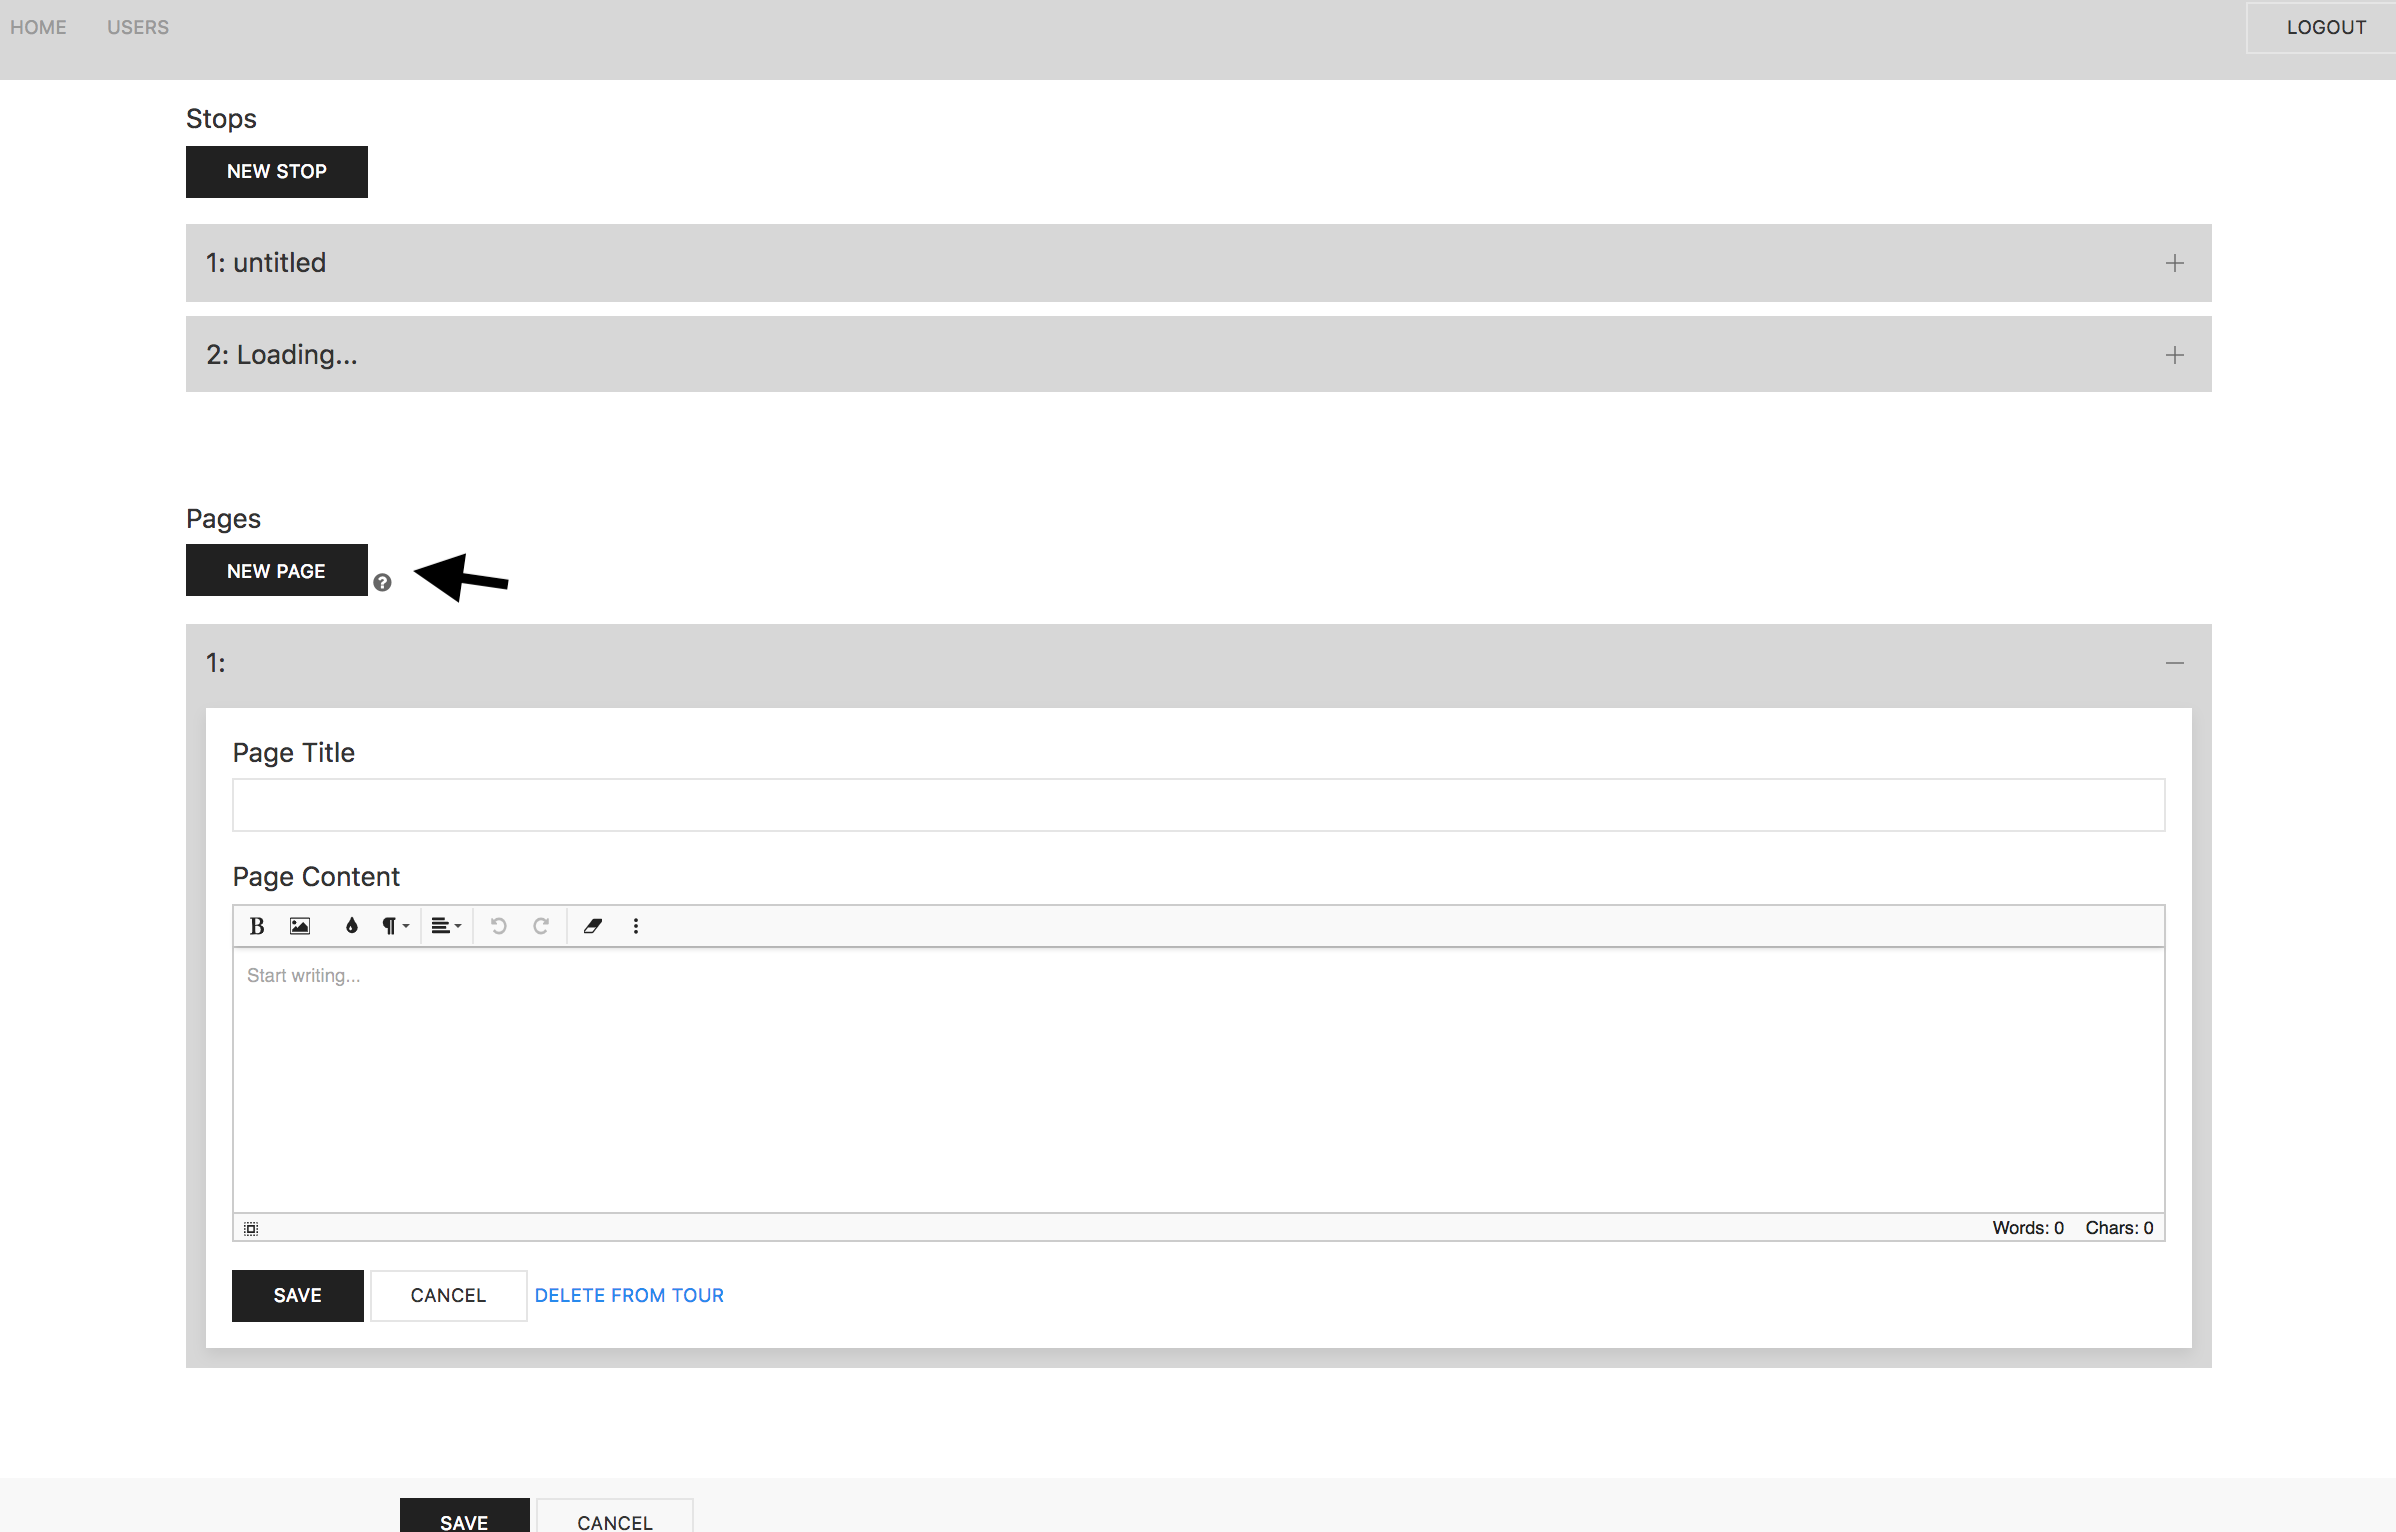 HOME USERS LOGOUT
Stops
NEW STOP
1: untitled
2: Loading...
Pages
NEW PAGE
1:
Page Title
Page Content
B
Start writing...
Words: 0 Chars: 0
SAVE CANCEL DELETE FROM TOUR
SAVE CANCEL